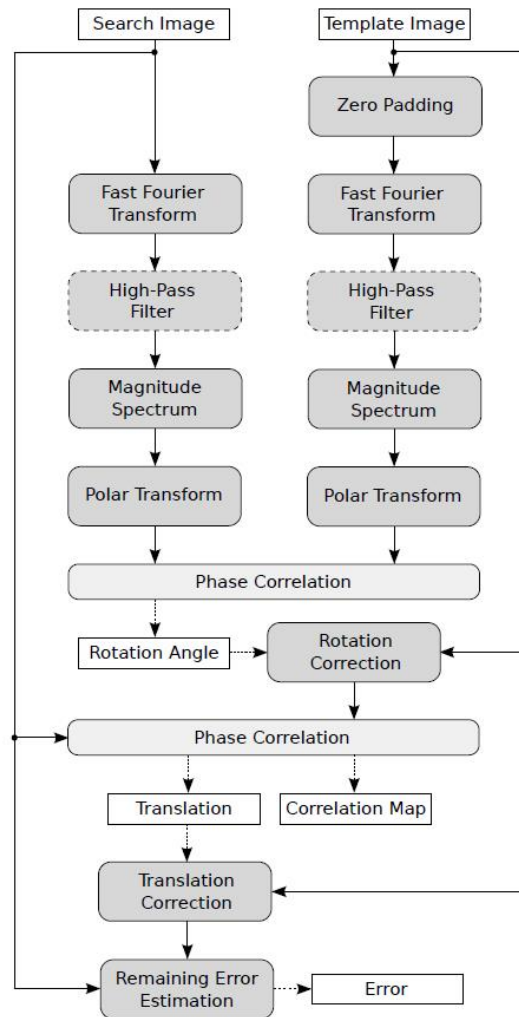 Search Image
Template Image
Zero Padding
Fast Fourier
Transform
Fast Fourier
Transform
High-Pass
Filter
High-Pass
Filter
Magnitude
Spectrum
Magnitude
Spectrum
Polar Transform
Polar Transform
Phase Correlation
Rotation Angle
Rotation
Correction
Phase Correlation
Translation
Correlation Map
Translation
Correction
Remaining Error
Estimation
Error